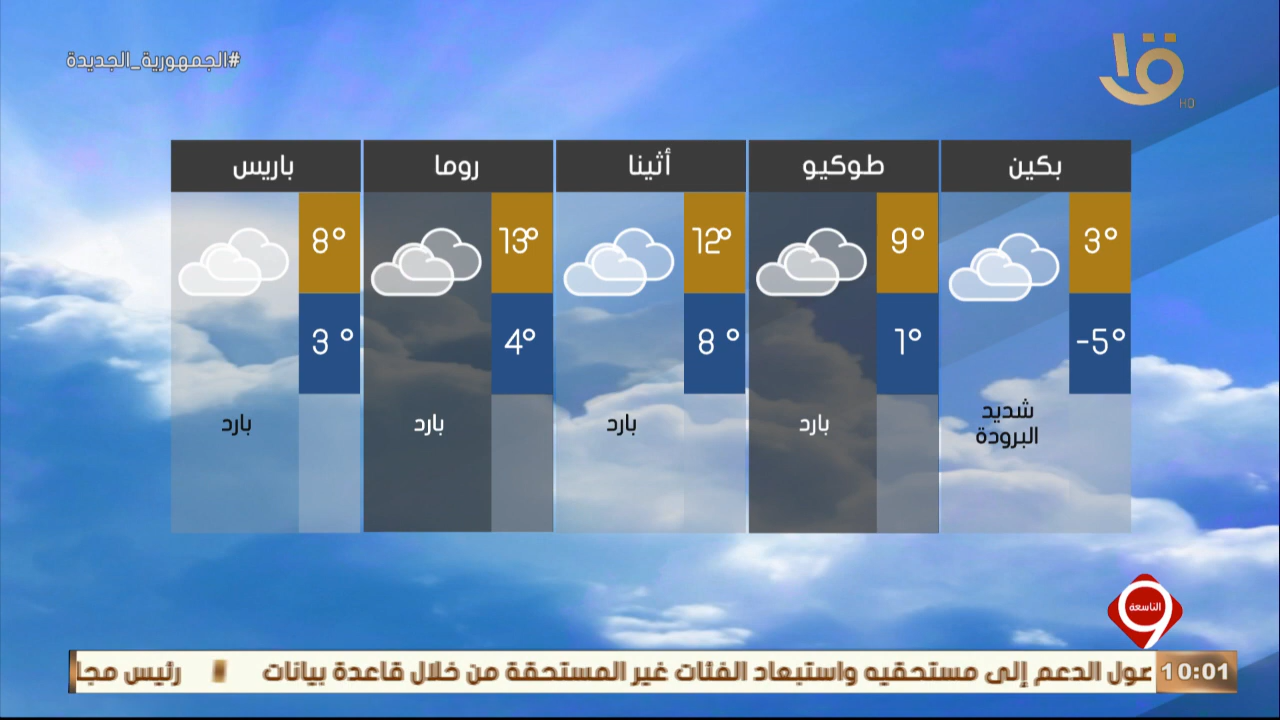 #الجمهورية_الجديدة
HD
بكين
3°
-5°
شديد
البرودة
طوكيو
9°
1°
بارد
أثينا
12°
8°
بارد
روما
13°
4°
بارد
باريس
8°
3°
بارد
التاسعة
9
10:01
صول الدعم إلى مستحقيه واستبعاد الفئات غير المستحقة من خلال قاعدة بيانات رئيس مجا